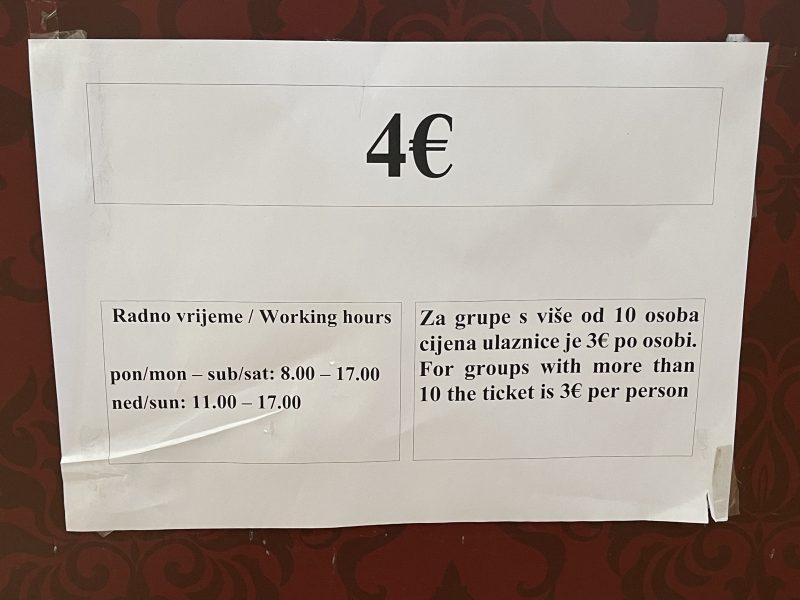 4€
Radno vrijeme / Working hours
pon/mon – sub/sat: 8.00 – 17.00
ned/sun: 11.00 – 17.00
Za grupe s više od 10 osoba
cijena ulaznice je 3€ po osobi.
For groups with more than
10 the ticket is 3€ per person